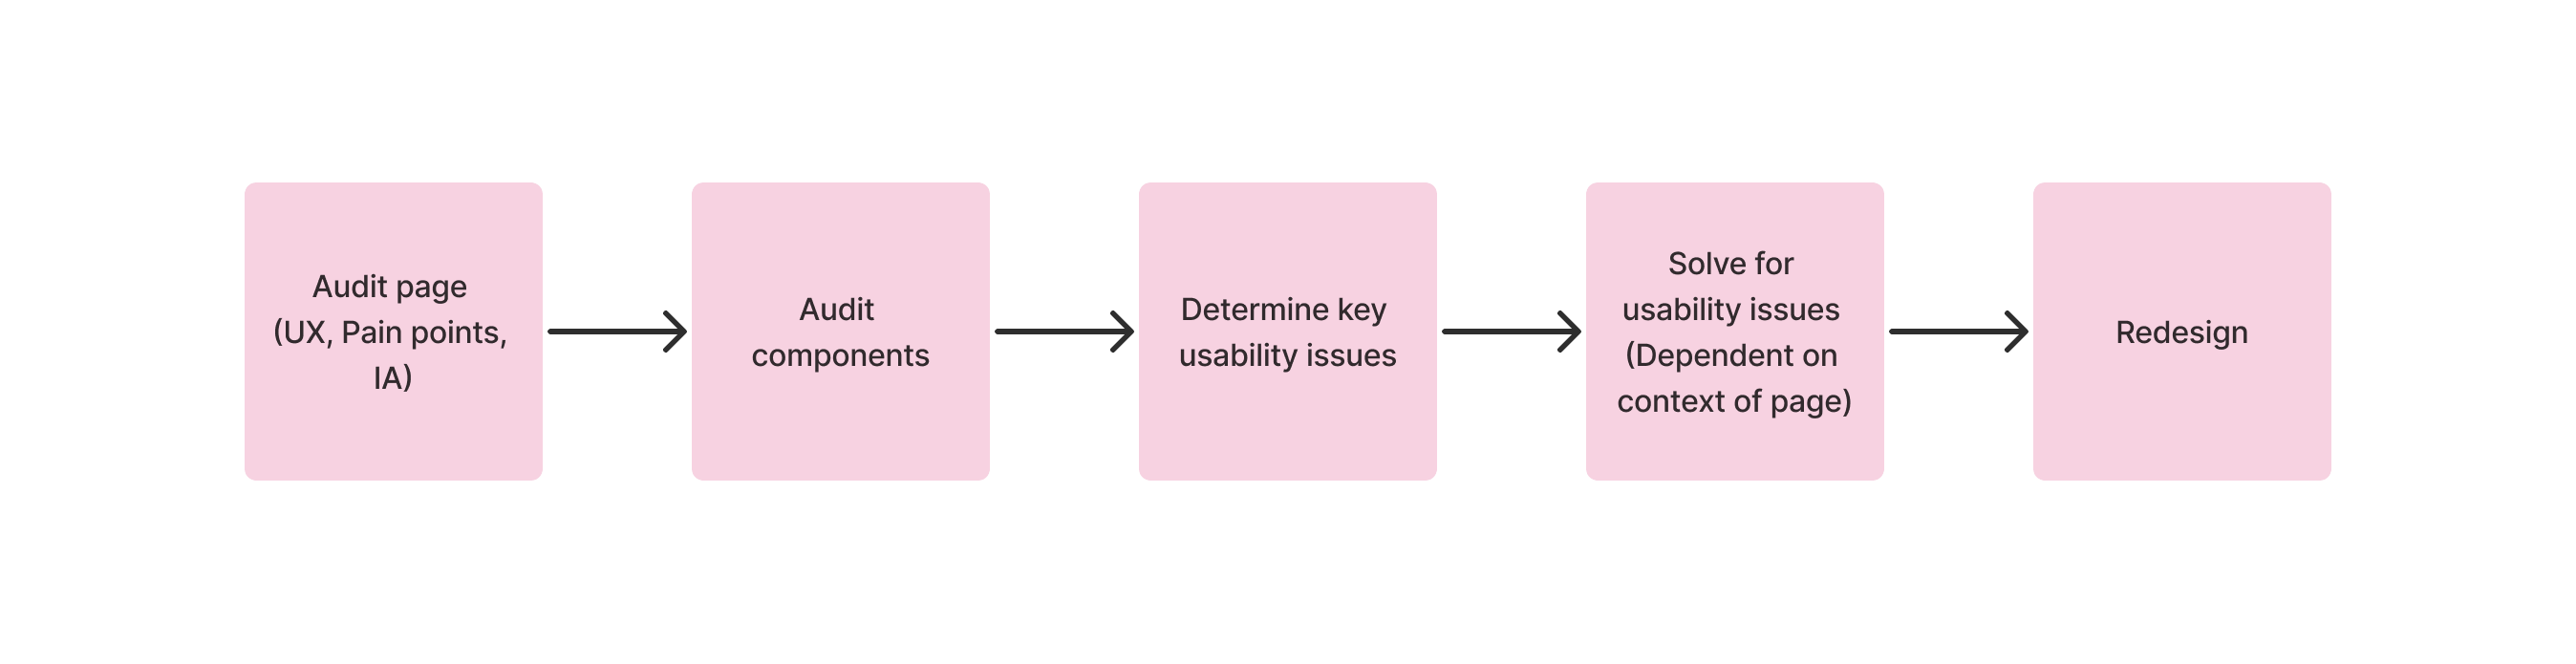 Audit page
(UX, Pain points,
IA)
Audit
components
Determine key
usability issues
Solve for
usability issues
(Dependent on
context of page)
Redesign